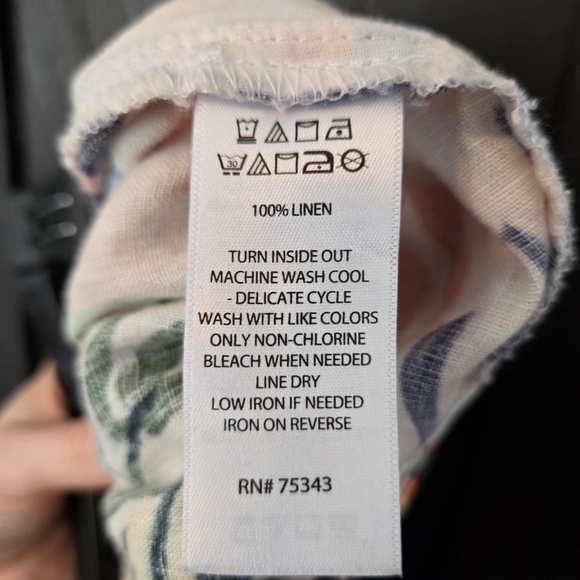 30
100% LINEN
TURN INSIDE OUT
MACHINE WASH COOL
- DELICATE CYCLE
WASH WITH LIKE COLORS
ONLY NON-CHLORINE
BLEACH WHEN NEEDED
LINE DRY
LOW IRON IF NEEDED
IRON ON REVERSE
RN# 75343